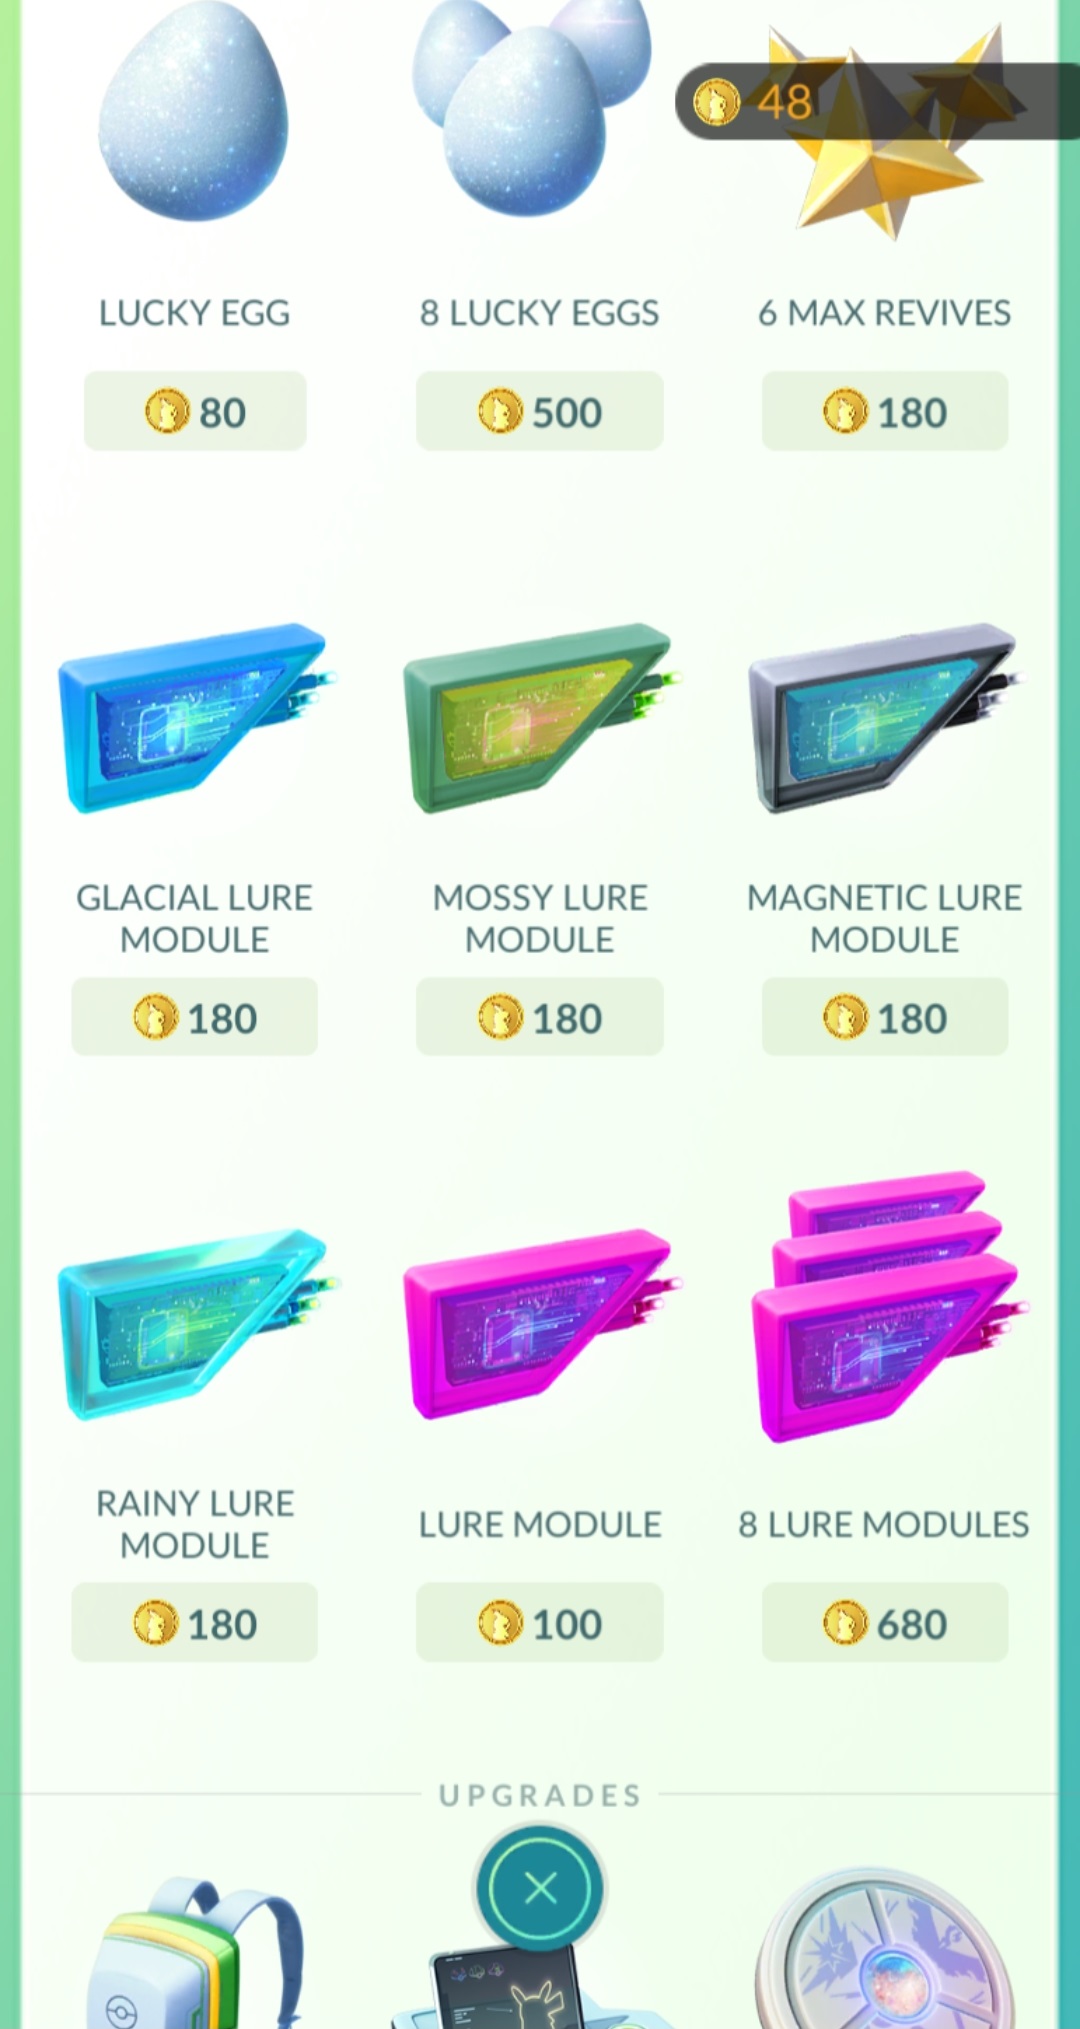 48
LUCKY EGG
8 LUCKY EGGS
6 MAX REVIVES
80
500
180
GLACIAL LURE
MODULE
MOSSY LURE
MODULE
MAGNETIC LURE
MODULE
180
180
180
RAINY LURE
MODULE
LURE MODULE
8 LURE MODULES
180
100
680
UPGRADES